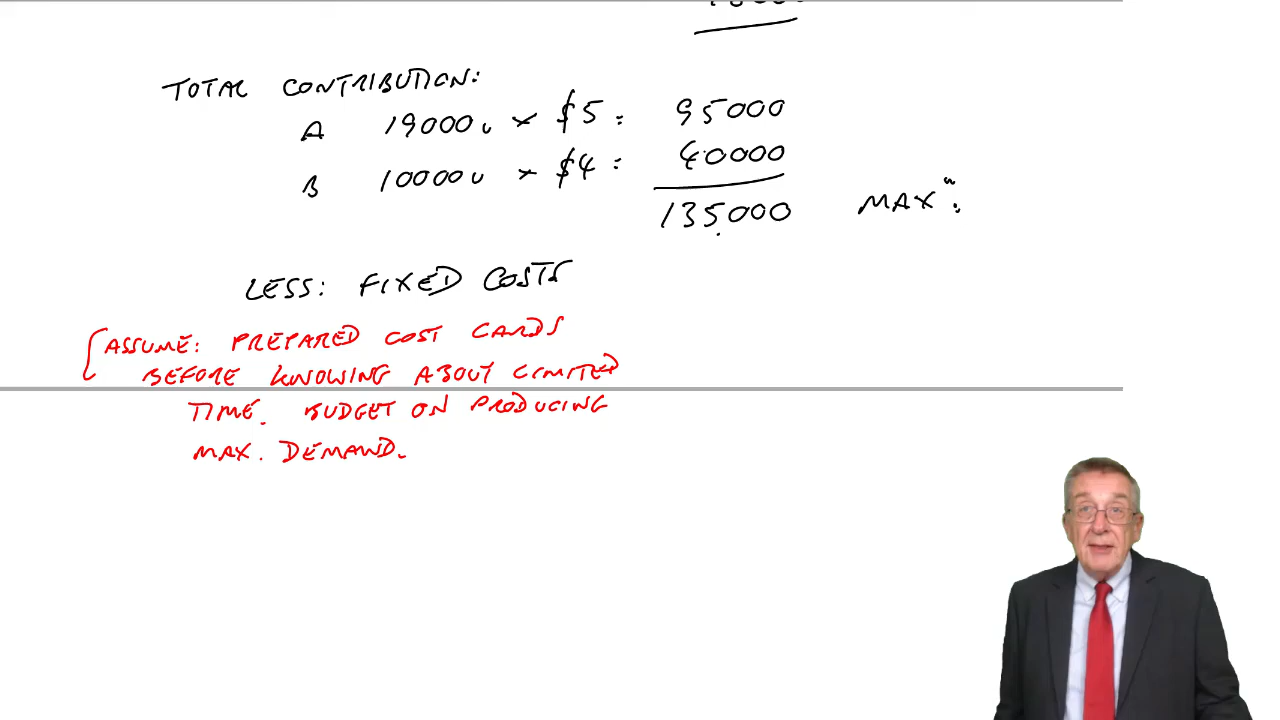 TOTAL CONTRIBUTION:
A 19000u × $5 : 95000
B 10000u × $4 : 40000
135000 MAXᵐ:
LESS: FIXED COSTS
ASSUME: PREPARED COST CARDS
BEFORE KNOWING ABOUT LIMITED
TIME. BUDGET ON PRODUCING
MAX. DEMAND.